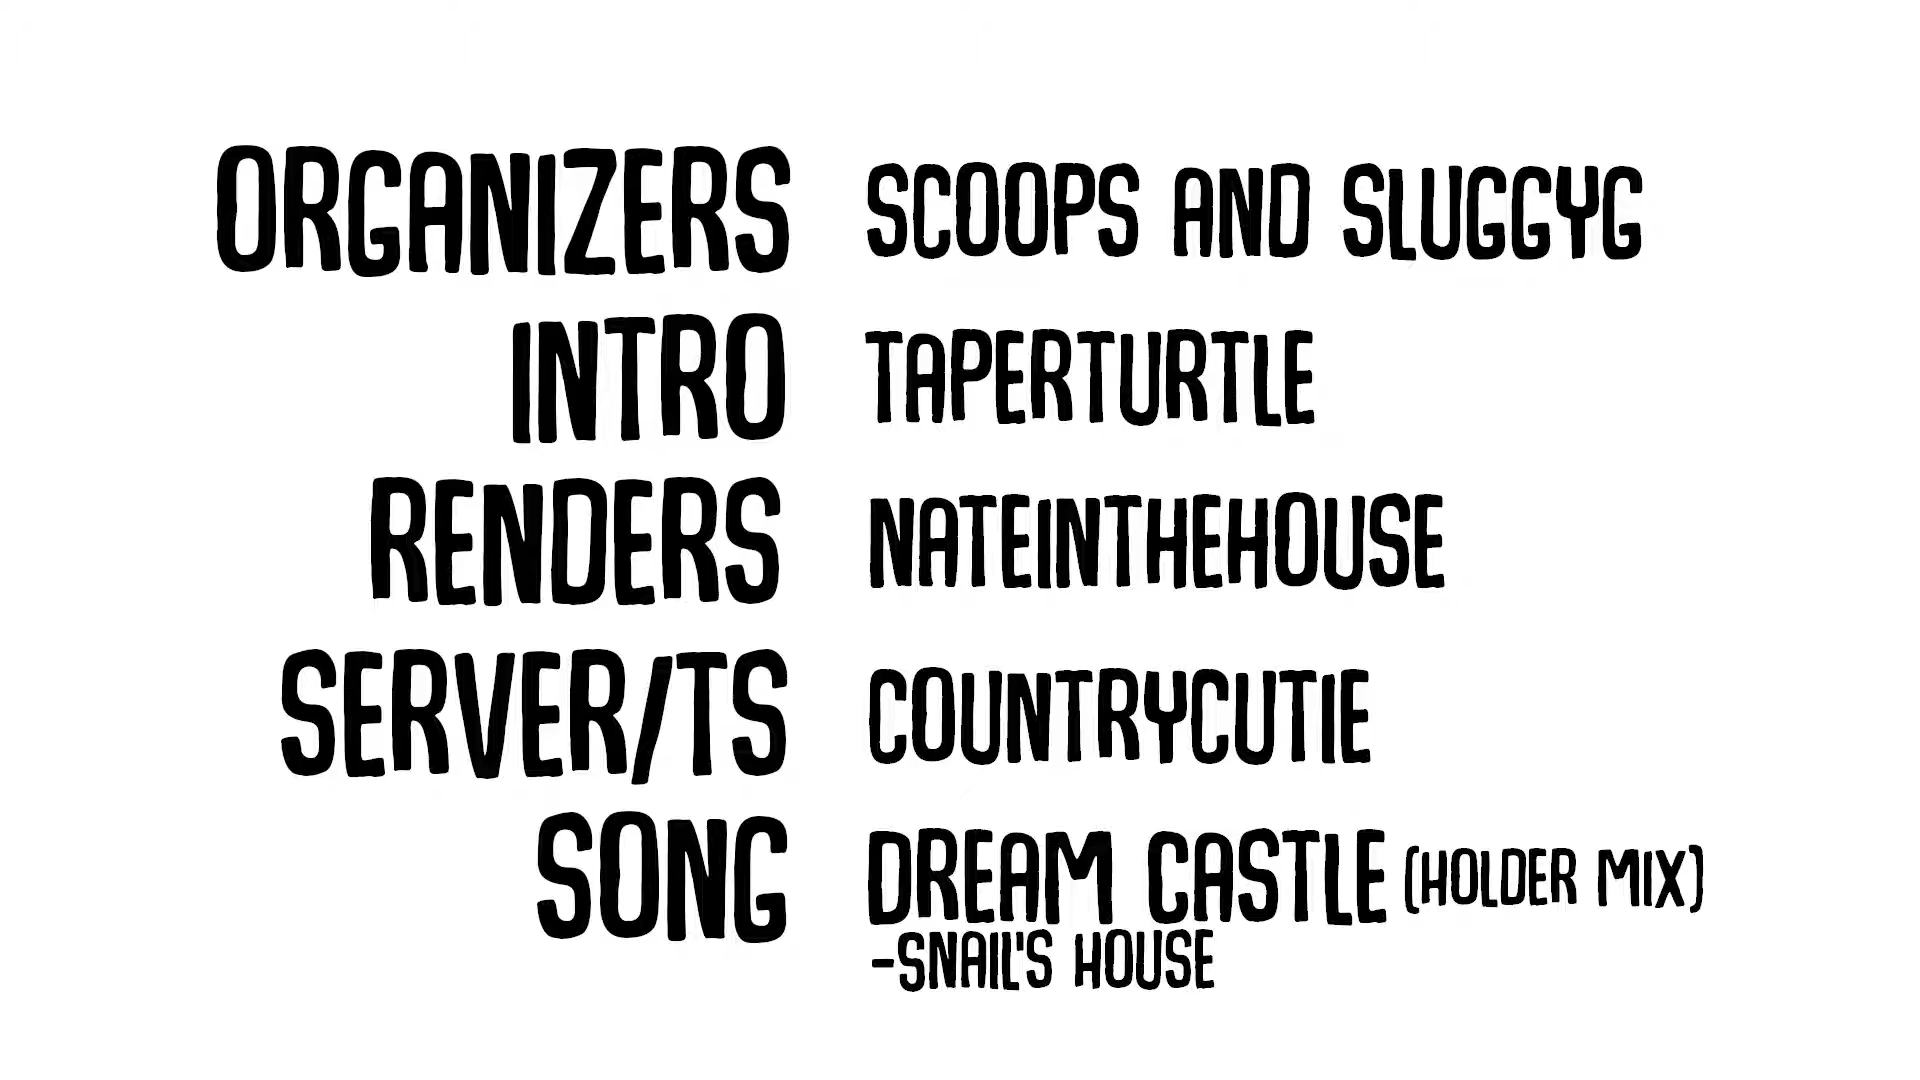 ORGANIZERS SCOOPS AND SLUGGYG
INTRO TAPERTURTLE
RENDERS NATEINTHEHOUSE
SERVER/TS COUNTRYCUTIE
SONG DREAM CASTLE (HOLDER MIX)
-SNAIL'S HOUSE